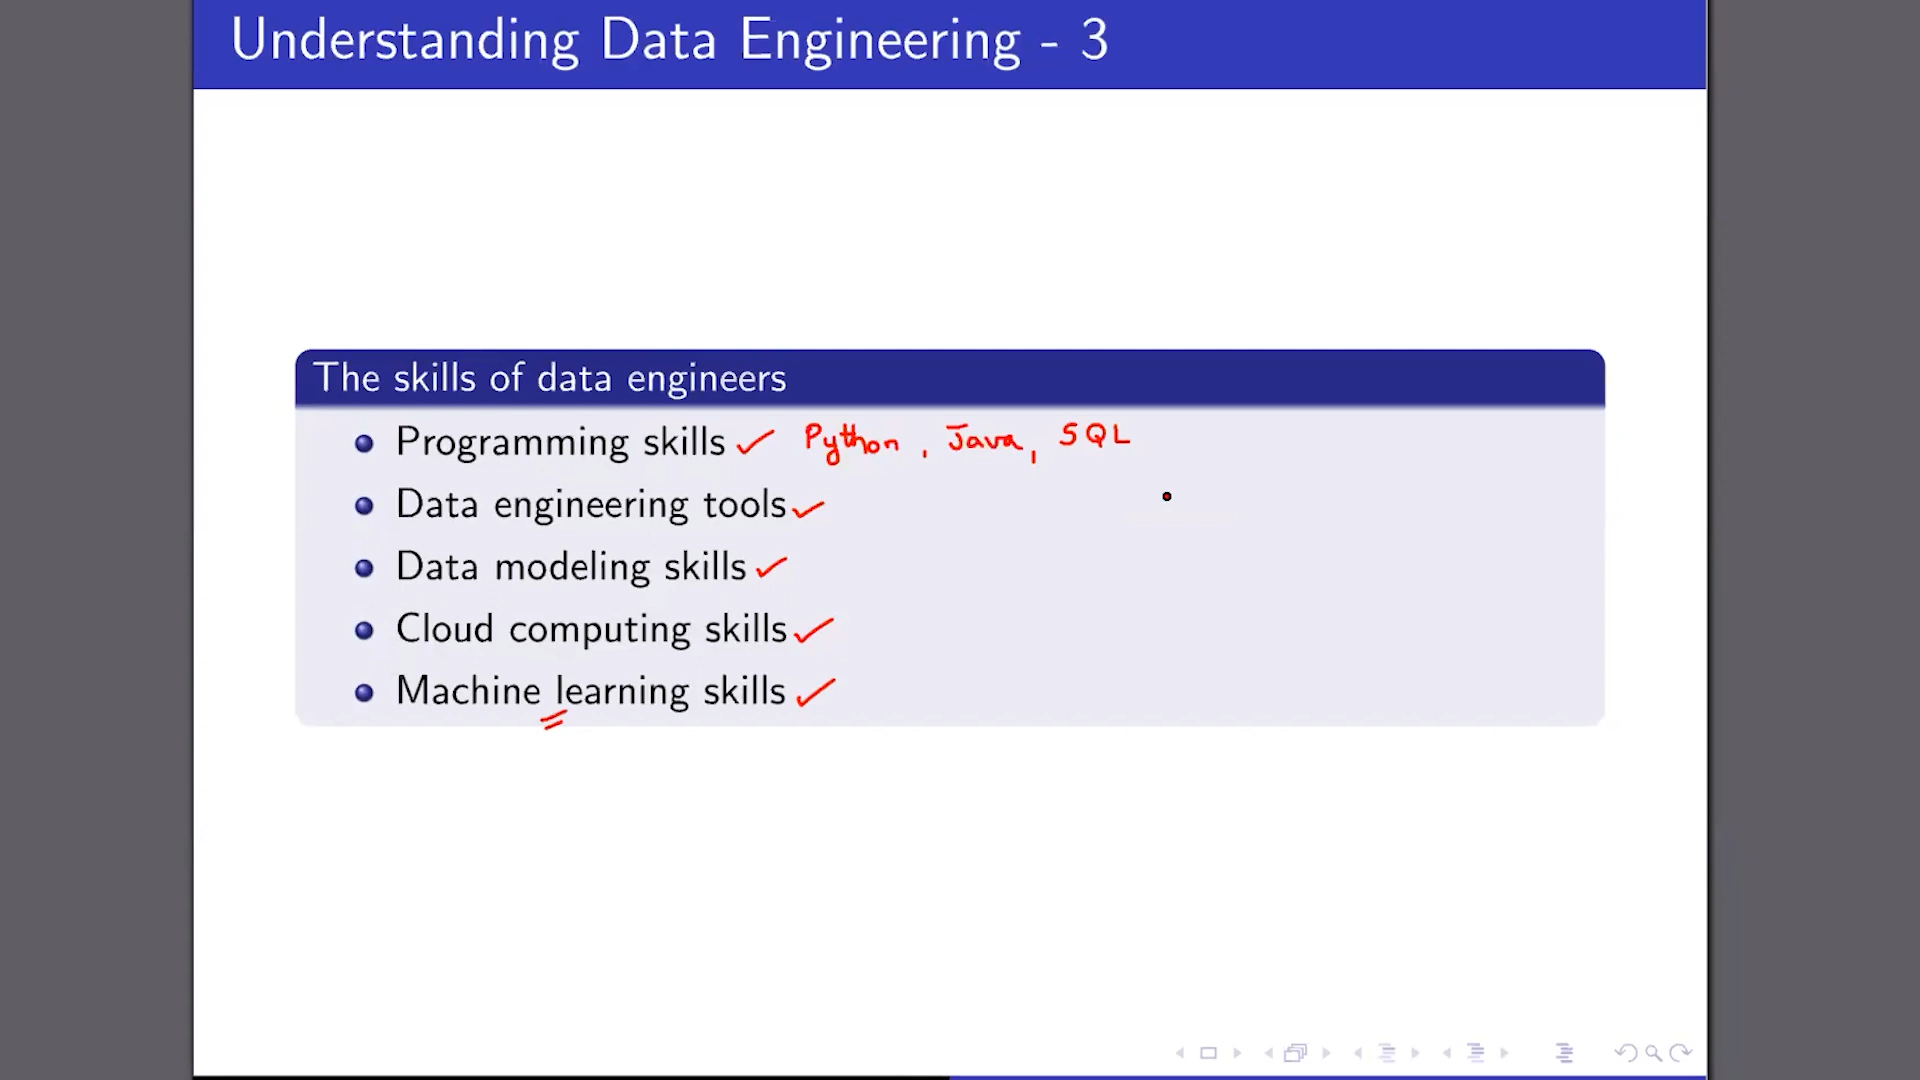 Understanding Data Engineering - 3
The skills of data engineers
Programming skills Python, Java, SQL
Data engineering tools
Data modeling skills
Cloud computing skills
Machine learning skills